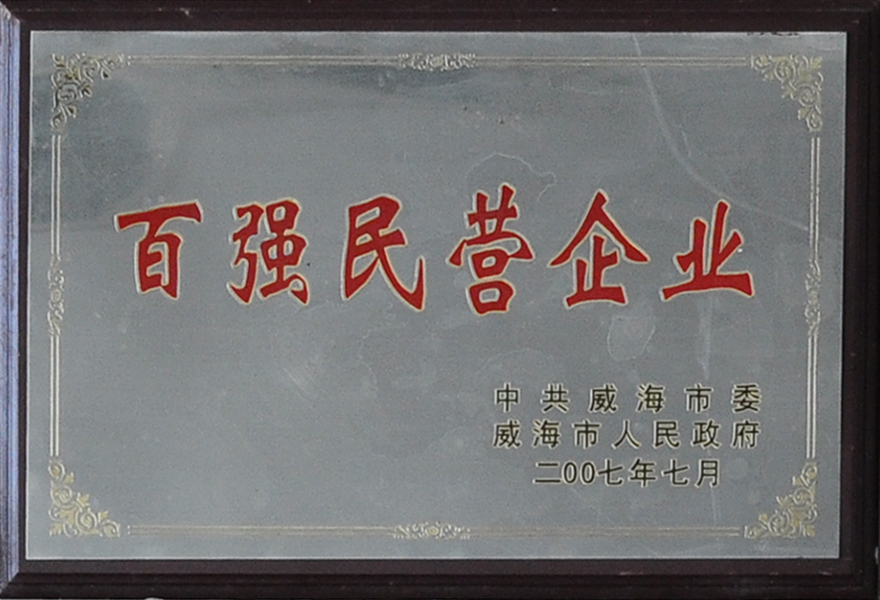 百强民营企业
中共威海市委
威海市人民政府
二00七年七月